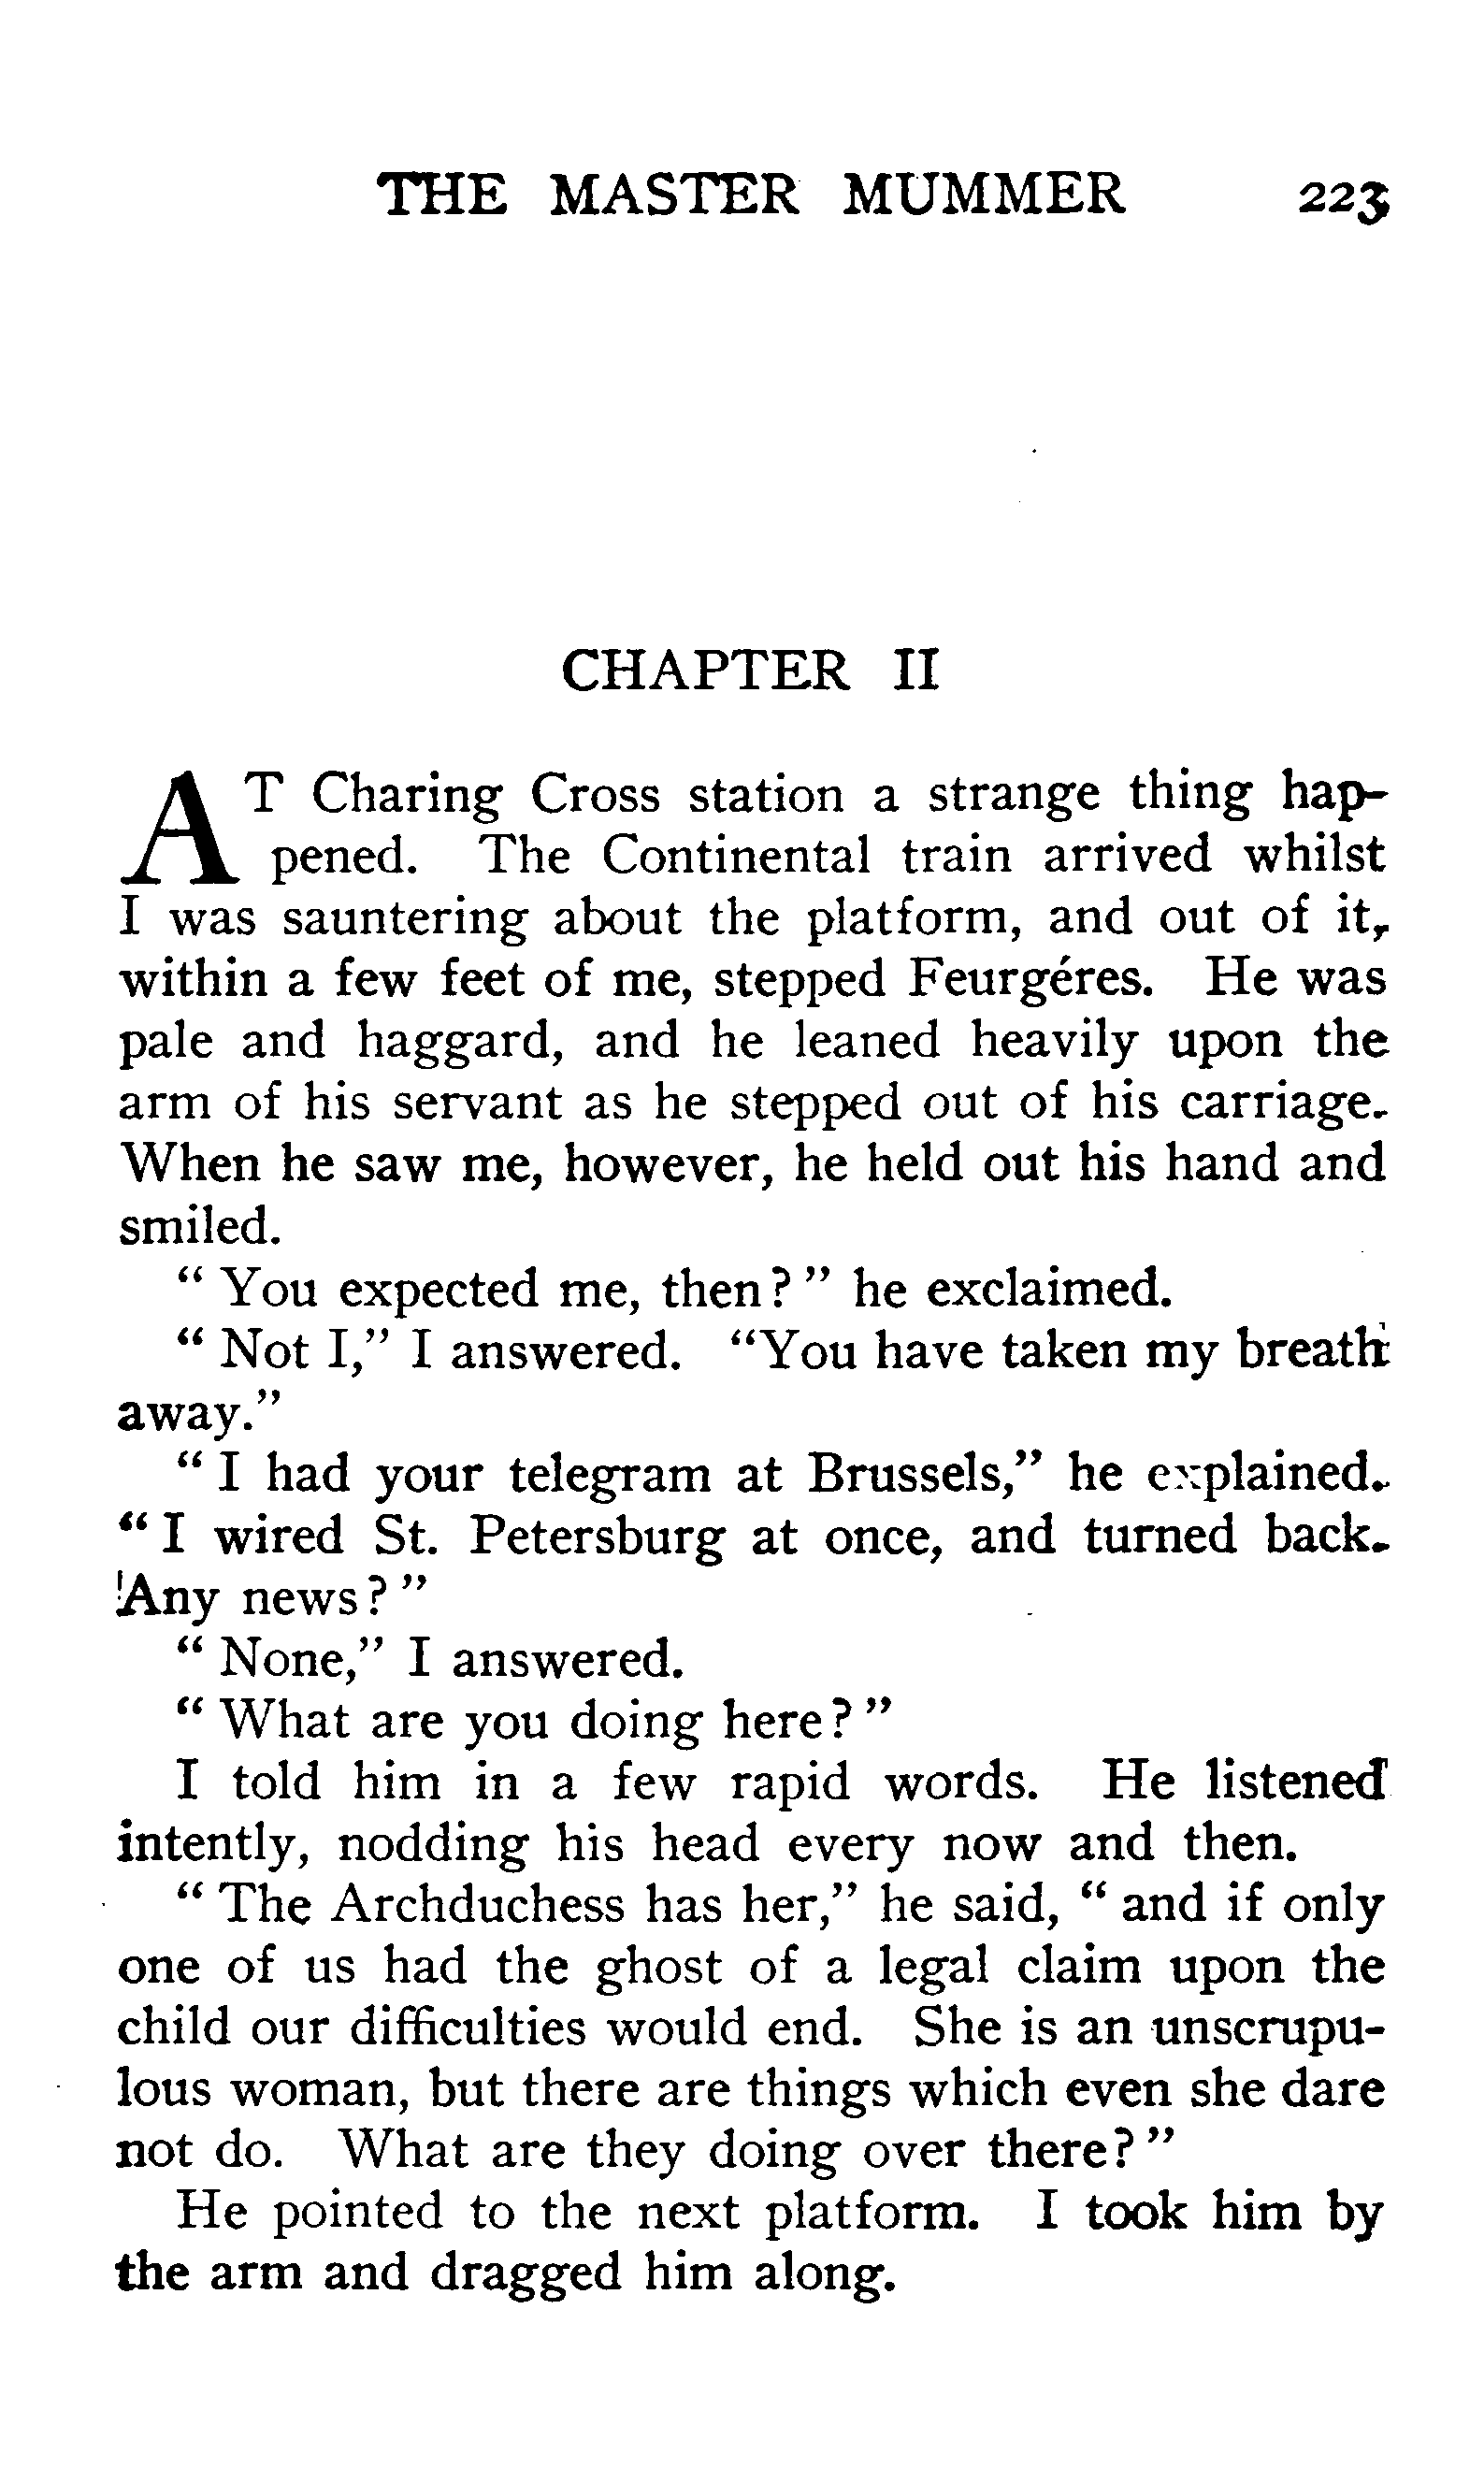 THE MASTER MUMMER 223
CHAPTER II
AT Charing Cross station a strange thing hap-
pened. The Continental train arrived whilst
I was sauntering about the platform, and out of it,
within a few feet of me, stepped Feurgéres. He was
pale and haggard, and he leaned heavily upon the
arm of his servant as he stepped out of his carriage.
When he saw me, however, he held out his hand and
smiled.
“ You expected me, then? ” he exclaimed.
“ Not I,” I answered. “You have taken my breath
away.”
“ I had your telegram at Brussels,” he explained.
“ I wired St. Petersburg at once, and turned back.
Any news? ”
“ None,” I answered.
“ What are you doing here? ”
I told him in a few rapid words. He listened
intently, nodding his head every now and then.
“ The Archduchess has her,” he said, “ and if only
one of us had the ghost of a legal claim upon the
child our difficulties would end. She is an unscrupu-
lous woman, but there are things which even she dare
not do. What are they doing over there? ”
He pointed to the next platform. I took him by
the arm and dragged him along.